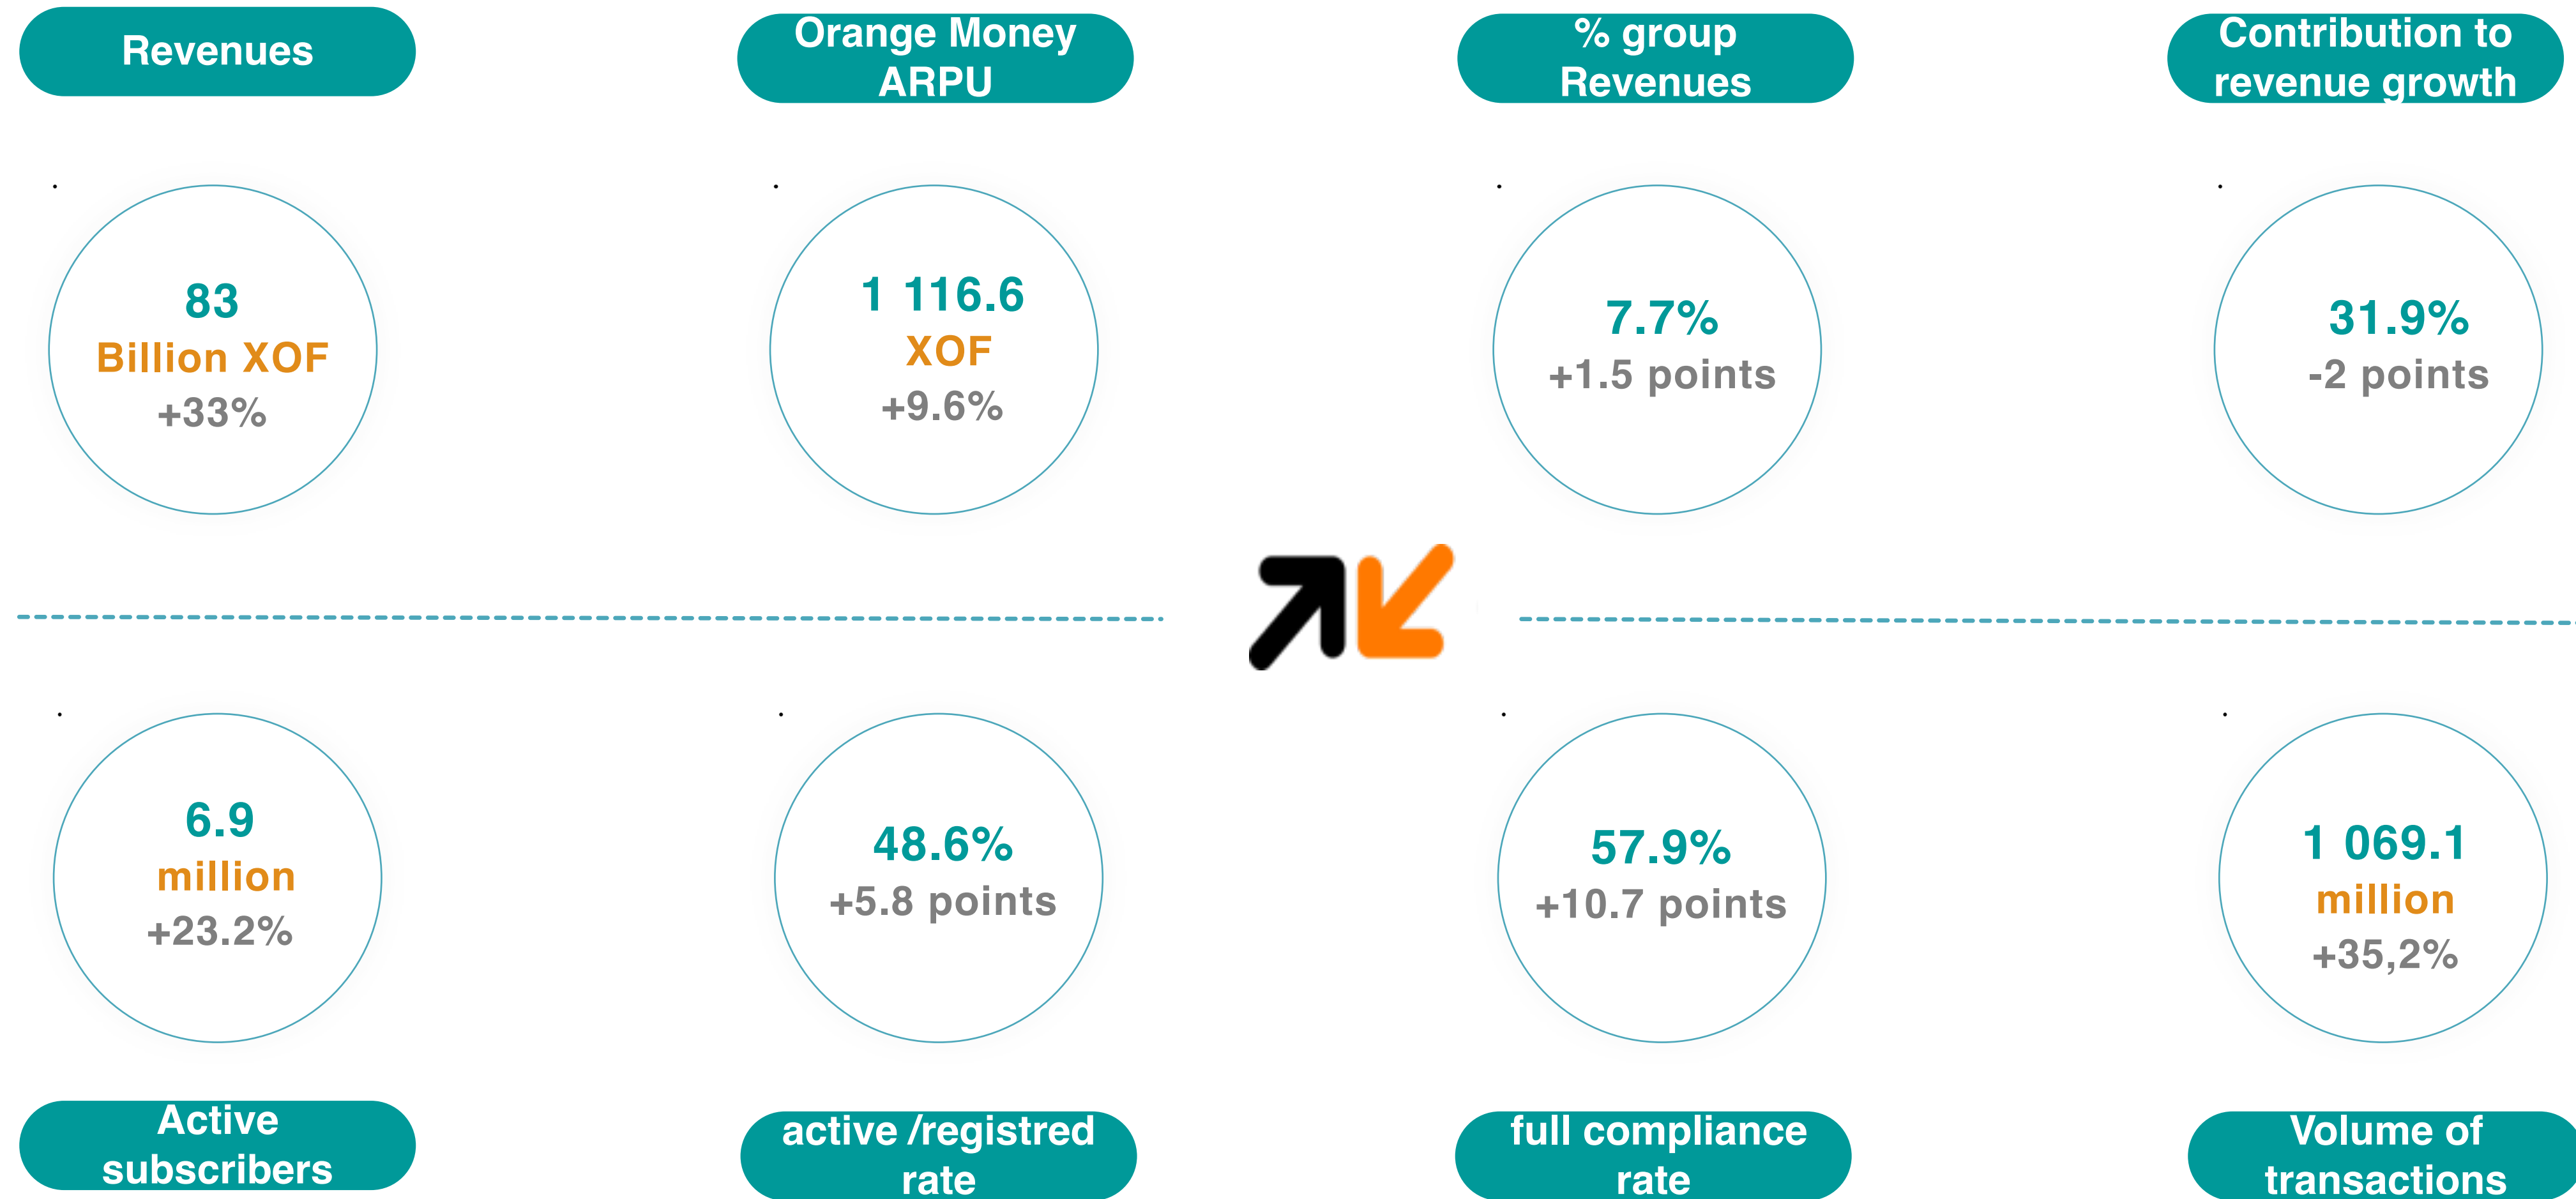 Revenues
Orange Money
ARPU
% group
Revenues
Contribution to
revenue growth
83
Billion XOF
+33%
1 116.6
XOF
+9.6%
7.7%
+1.5 points
31.9%
-2 points
6.9
million
+23.2%
48.6%
+5.8 points
57.9%
+10.7 points
1 069.1
million
+35,2%
Active
subscribers
active /registred
rate
full compliance
rate
Volume of
transactions